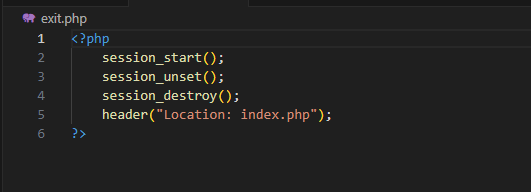 exit.php
1 <?php
2 session_start();
3 session_unset();
4 session_destroy();
5 header("Location: index.php");
6 ?>